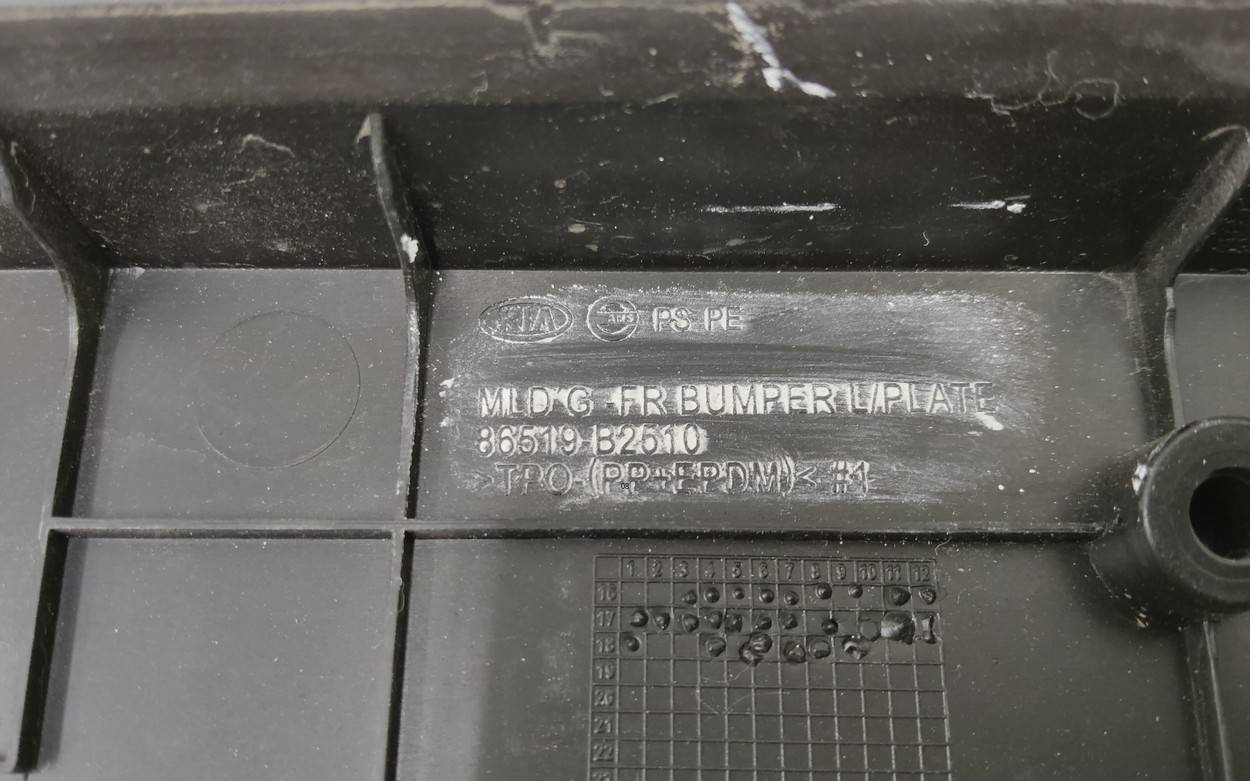 KIA AMS PS PE
MLD'G -FR BUMPER L/PLATE
86519-B2510
>TPO-(PP+EPDM)< #1
1 2 3 4 5 6 7 8 9 10 11 12
16
17
18
19
20
21
22